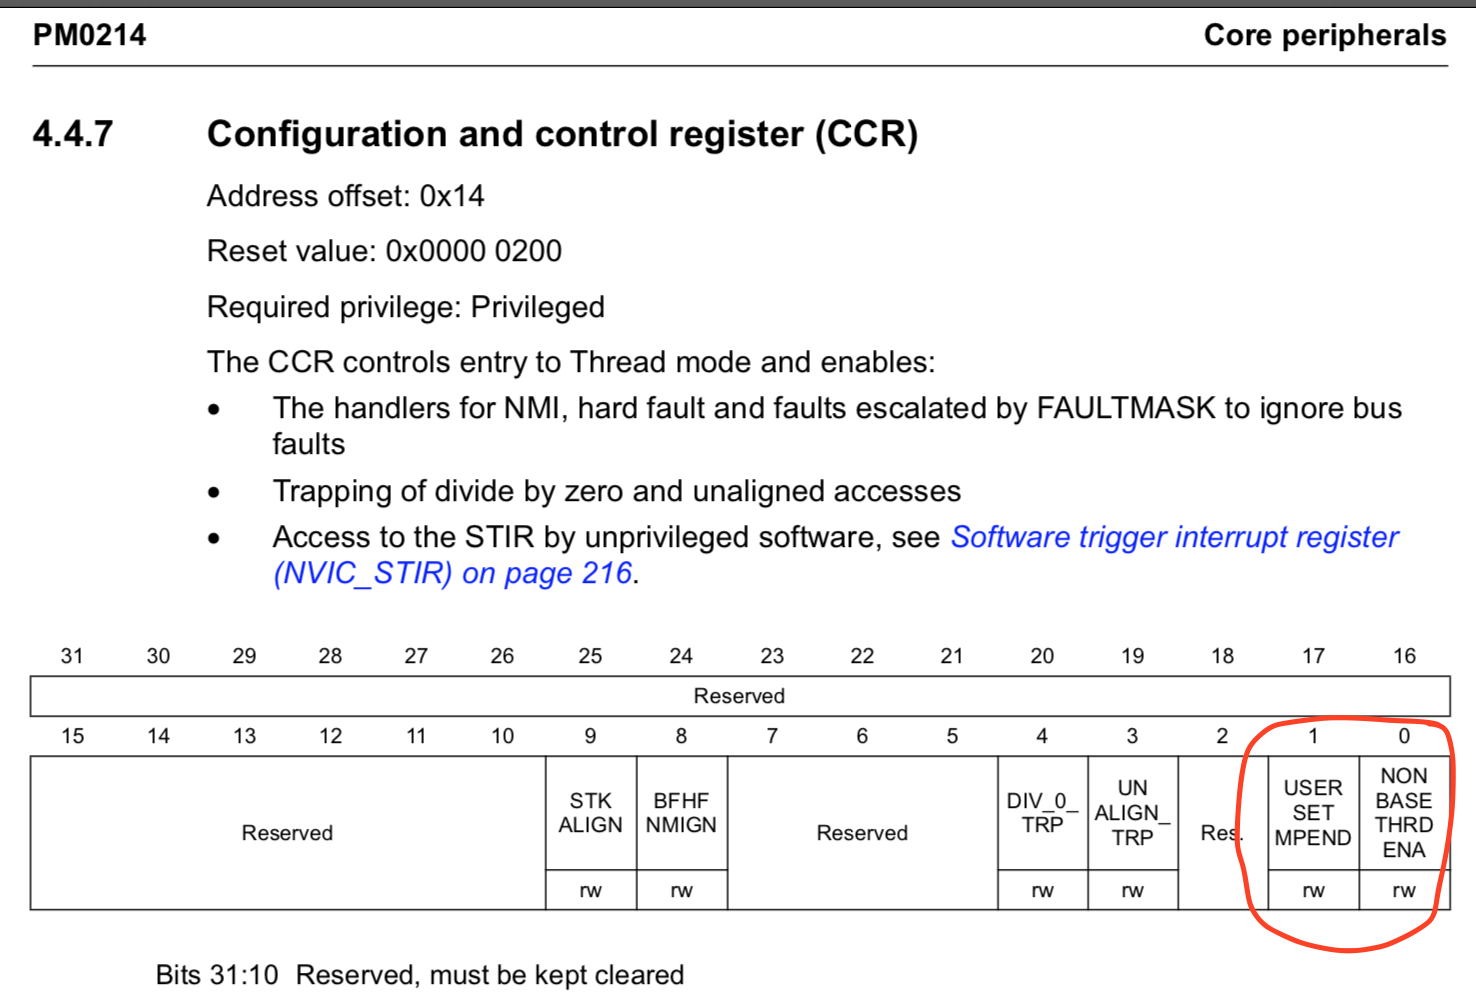 PM0214 Core peripherals
4.4.7 Configuration and control register (CCR)
Address offset: 0x14
Reset value: 0x0000 0200
Required privilege: Privileged
The CCR controls entry to Thread mode and enables:
• The handlers for NMI, hard fault and faults escalated by FAULTMASK to ignore bus
faults
• Trapping of divide by zero and unaligned accesses
• Access to the STIR by unprivileged software, see Software trigger interrupt register
(NVIC_STIR) on page 216.
31 30 29 28 27 26 25 24 23 22 21 20 19 18 17 16
Reserved
15 14 13 12 11 10 9 8 7 6 5 4 3 2 1 0
Reserved
STK
ALIGN
BFHF
NMIGN
Reserved
DIV_0_
TRP
UN
ALIGN_
TRP
Res.
USER
SET
MPEND
NON
BASE
THRD
ENA
rw rw rw rw rw rw
Bits 31:10 Reserved, must be kept cleared